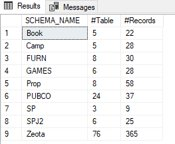 Results Messages
SCHEMA_NAME #Table #Records
1 Book 5 22
2 Camp 5 28
3 FURN 8 30
4 GAMES 6 28
5 Prop 8 58
6 PUBCO 24 37
7 SP 3 9
8 SPJ2 6 25
9 Zeota 76 365